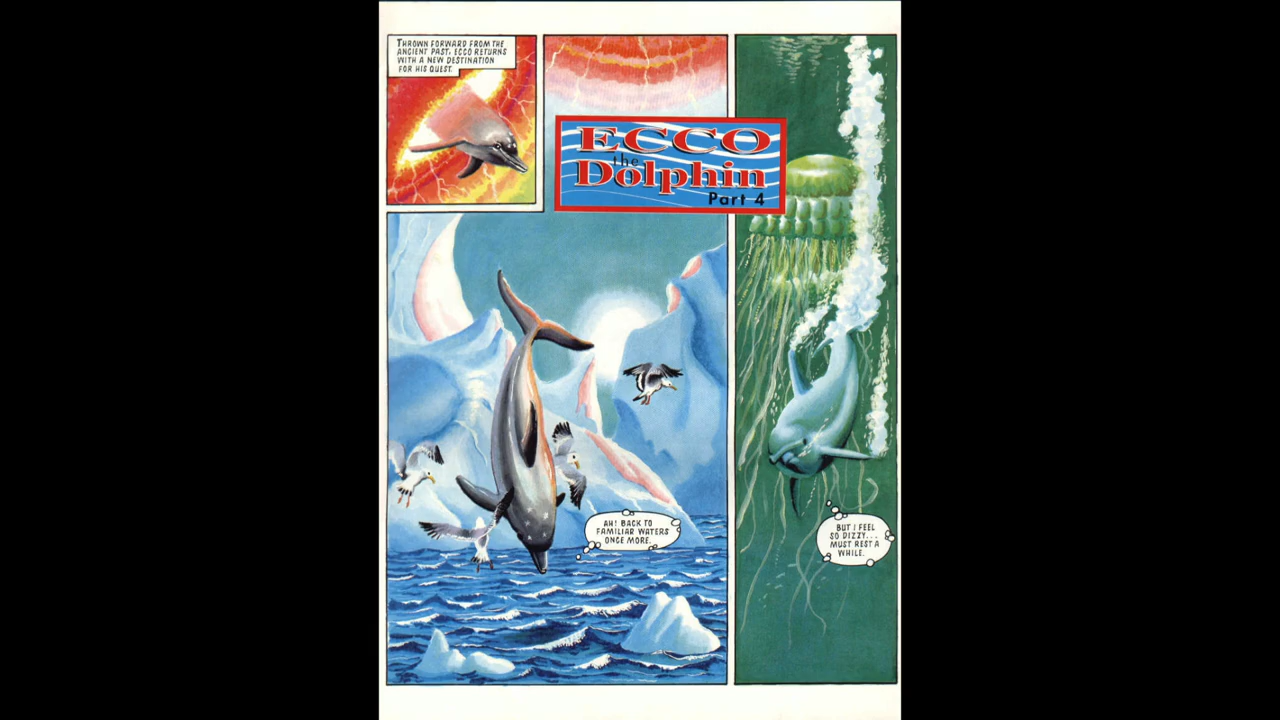 THROWN FORWARD FROM THE
ANCIENT PAST, ECCO RETURNS
WITH A NEW DESTINATION
FOR HIS QUEST.
ECCO
the
Dolphin
Part 4
AH! BACK TO
FAMILIAR WATERS
ONCE MORE.
BUT I FEEL
SO DIZZY...
MUST REST A
WHILE.